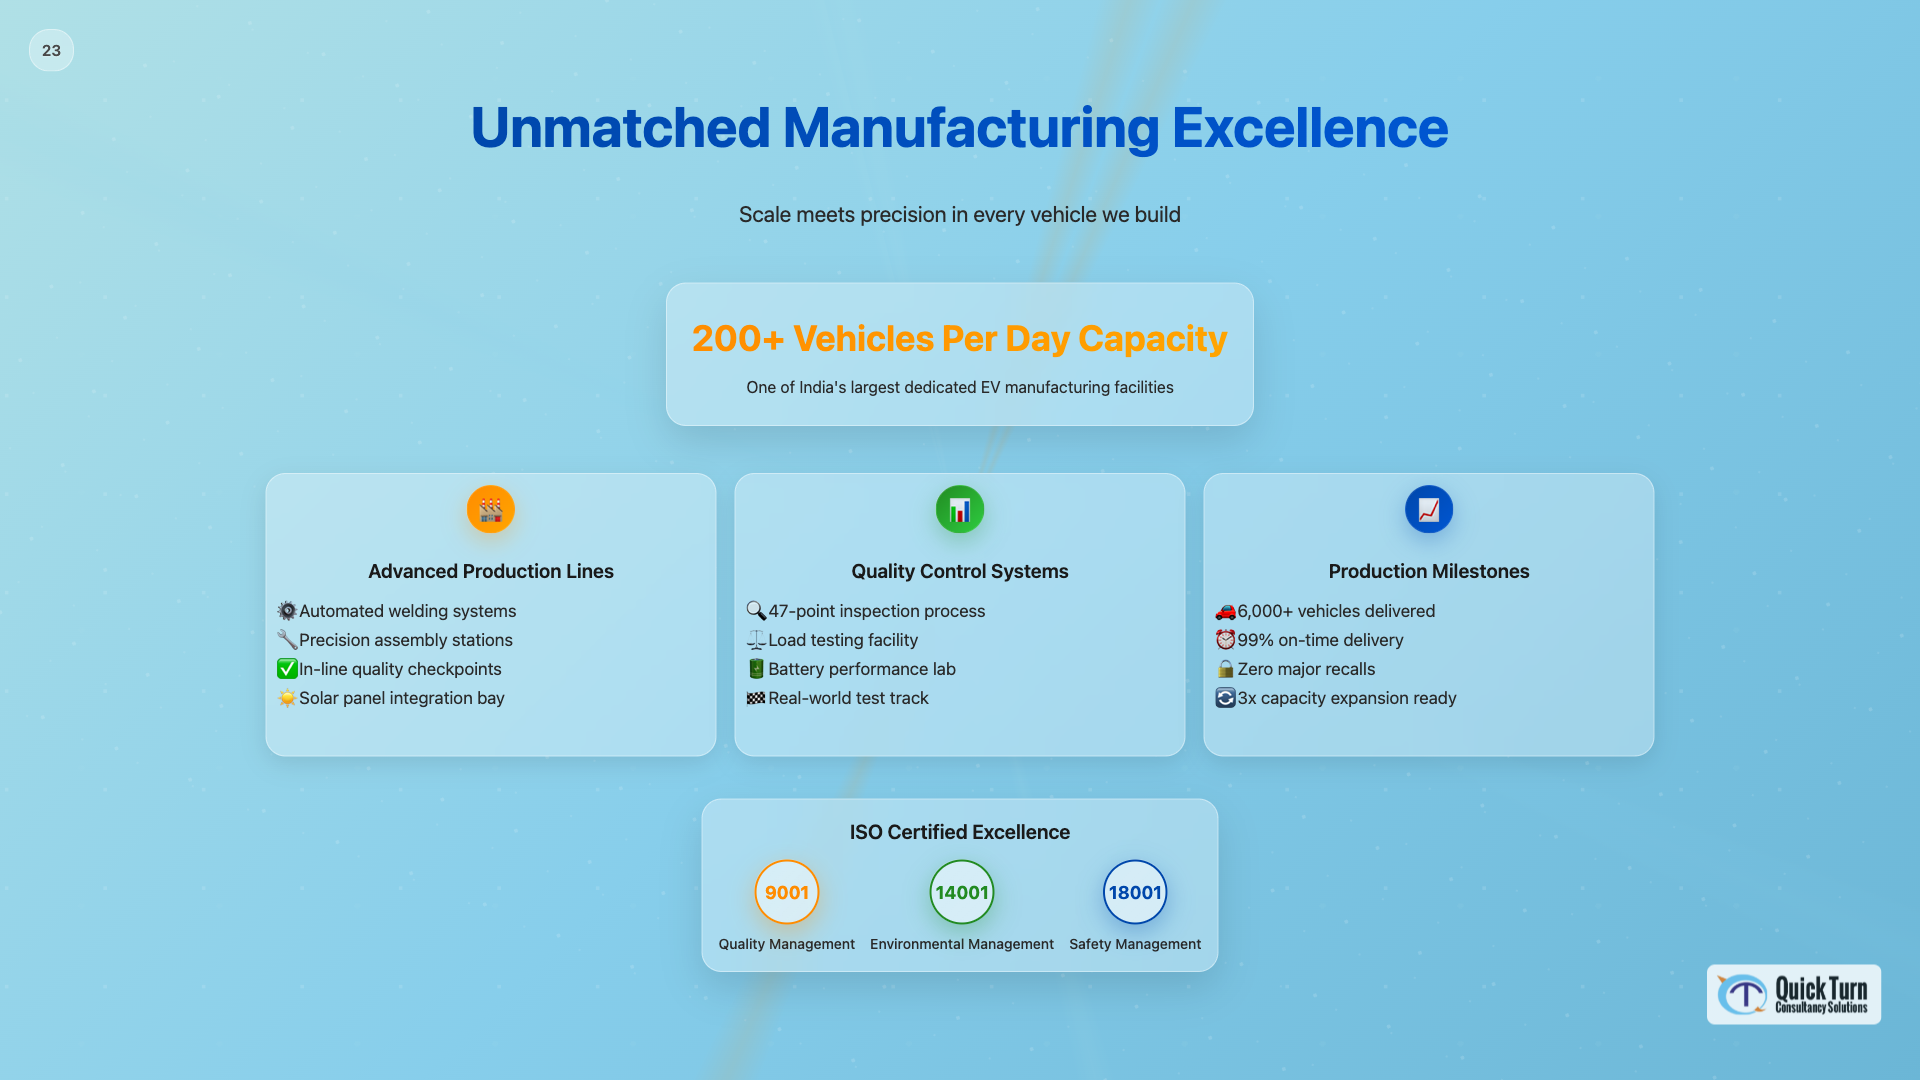 23
Unmatched Manufacturing Excellence
Scale meets precision in every vehicle we build
200+ Vehicles Per Day Capacity
One of India's largest dedicated EV manufacturing facilities
Advanced Production Lines
Automated welding systems
Precision assembly stations
In-line quality checkpoints
Solar panel integration bay
Quality Control Systems
47-point inspection process
Load testing facility
Battery performance lab
Real-world test track
Production Milestones
6,000+ vehicles delivered
99% on-time delivery
Zero major recalls
3x capacity expansion ready
ISO Certified Excellence
9001
Quality Management
14001
Environmental Management
18001
Safety Management
Quick Turn
Consultancy Solutions